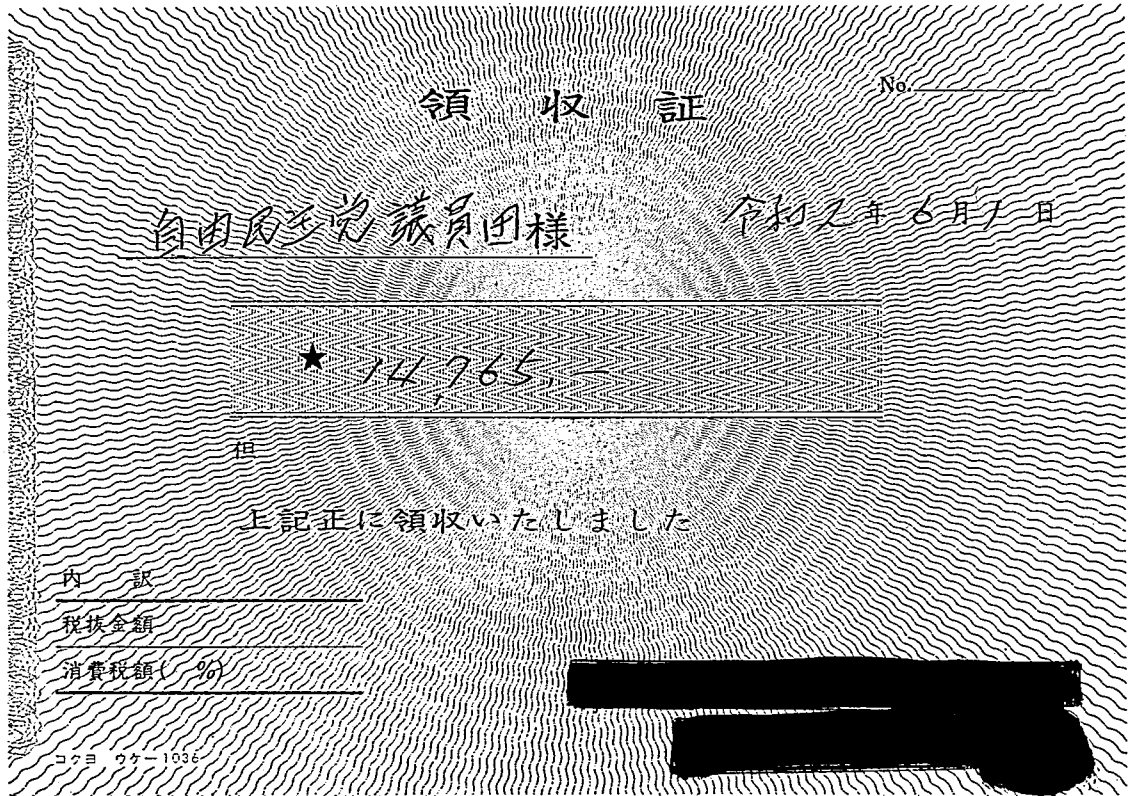 No.
領収証
自由民主党議員団様
令和元年6月1日
★ 14,765.—
但
上記正に領収いたしました
内 訳
税抜金額
消費税額( %)
コクヨ ウケ-1036